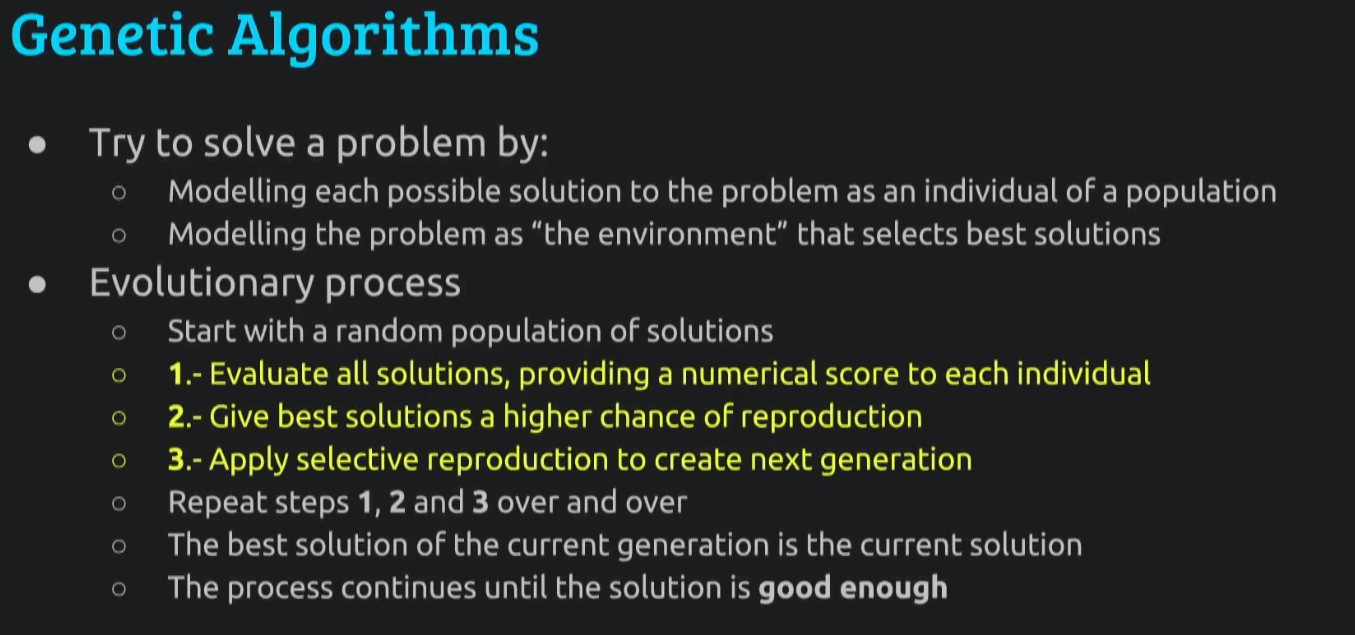 Genetic Algorithms
● Try to solve a problem by:
○ Modelling each possible solution to the problem as an individual of a population
○ Modelling the problem as “the environment” that selects best solutions
● Evolutionary process
○ Start with a random population of solutions
○ 1.- Evaluate all solutions, providing a numerical score to each individual
○ 2.- Give best solutions a higher chance of reproduction
○ 3.- Apply selective reproduction to create next generation
○ Repeat steps 1, 2 and 3 over and over
○ The best solution of the current generation is the current solution
○ The process continues until the solution is good enough